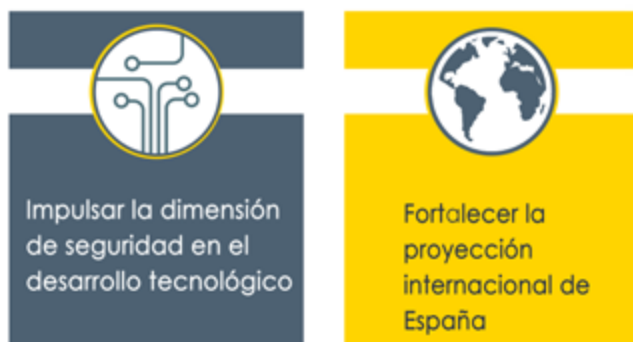 Impulsar la dimensión
de seguridad en el
desarrollo tecnológico
Fortalecer la
proyección
internacional de
España